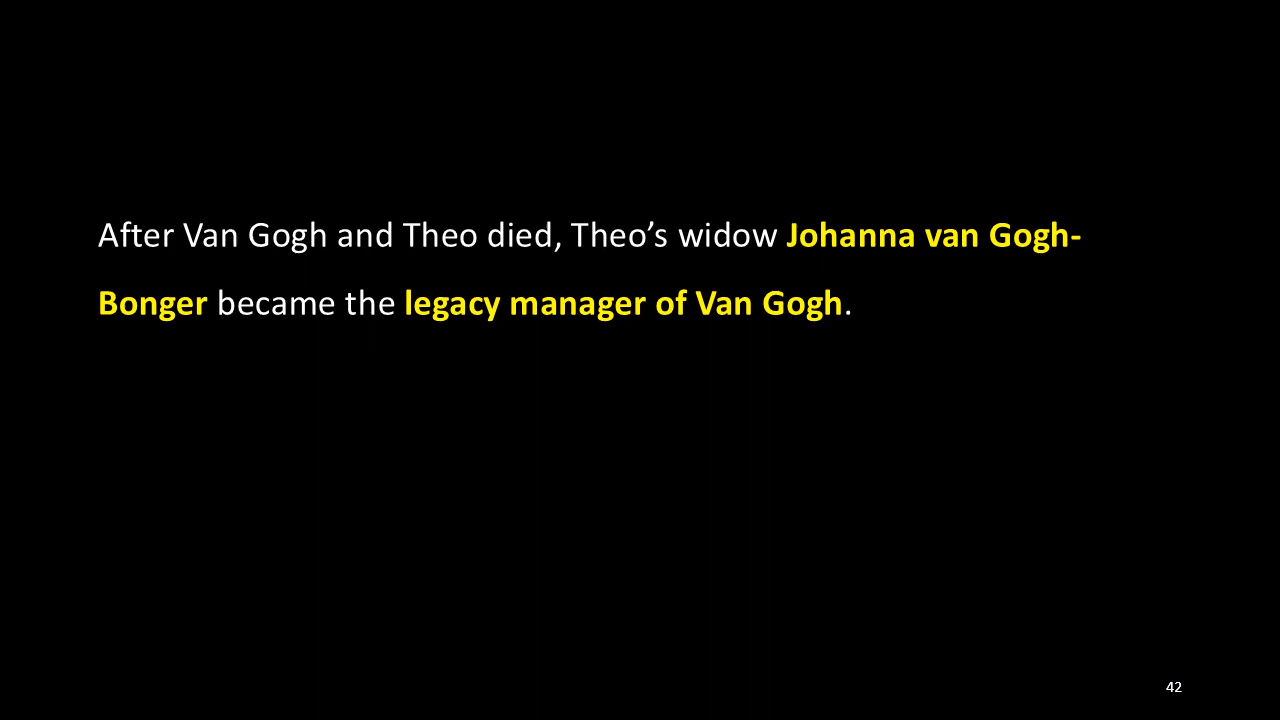 After Van Gogh and Theo died, Theo’s widow Johanna van Gogh-
Bonger became the legacy manager of Van Gogh.
42